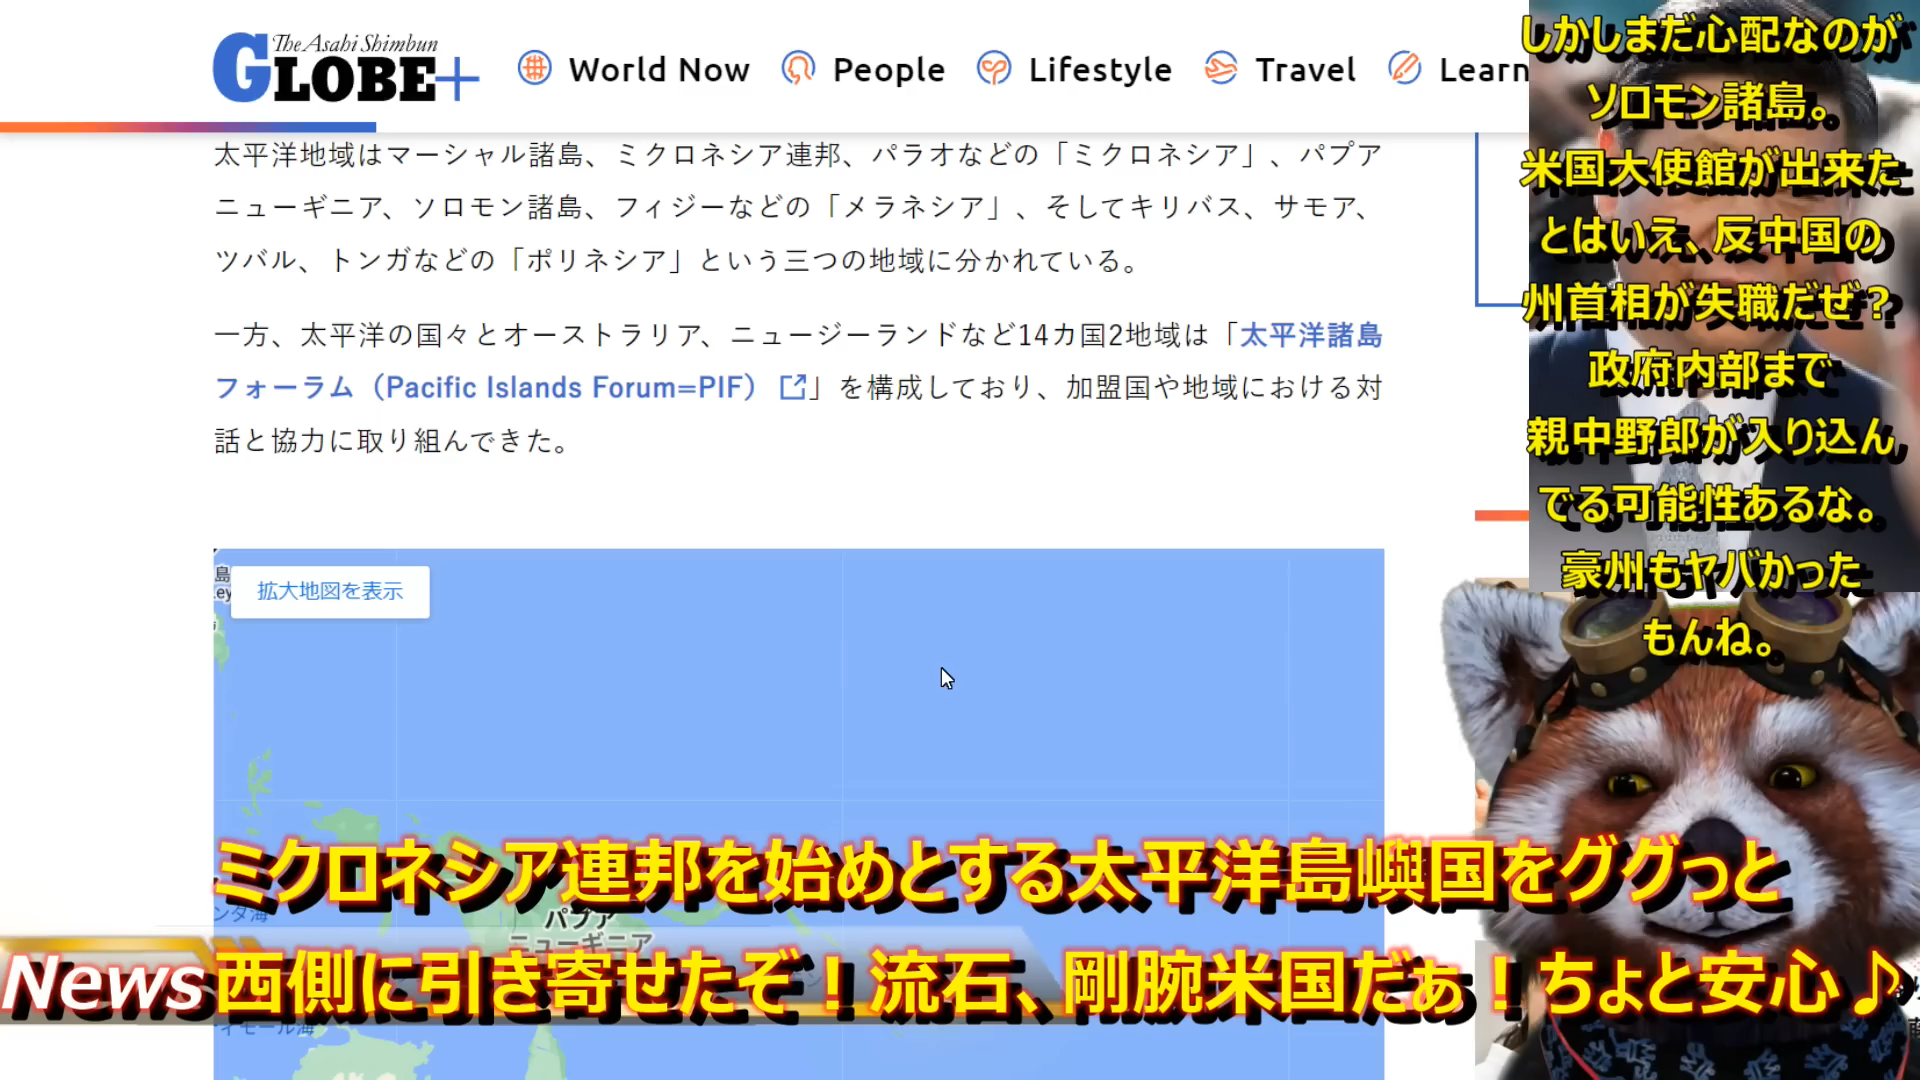 The Asahi Shimbun
GLOBE+
World Now
People
Lifestyle
Travel
Learn
太平洋地域はマーシャル諸島、ミクロネシア連邦、パラオなどの「ミクロネシア」、パプア
ニューギニア、ソロモン諸島、フィジーなどの「メラネシア」、そしてキリバス、サモア、
ツバル、トンガなどの「ポリネシア」という三つの地域に分かれている。
一方、太平洋の国々とオーストラリア、ニュージーランドなど14カ国2地域は「太平洋諸島
フォーラム（Pacific Islands Forum=PIF）」を構成しており、加盟国や地域における対
話と協力に取り組んできた。
拡大地図を表示
しかしまだ心配なのが
ソロモン諸島。
米国大使館が出来た
とはいえ、反中国の
州首相が失職だぜ？
政府内部まで
親中野郎が入り込ん
でる可能性あるな。
豪州もヤバかった
もんね。
パプア
ニューギニア
ミクロネシア連邦を始めとする太平洋島嶼国をググっと
News
西側に引き寄せたぞ！流石、剛腕米国だぁ！ちょと安心♪